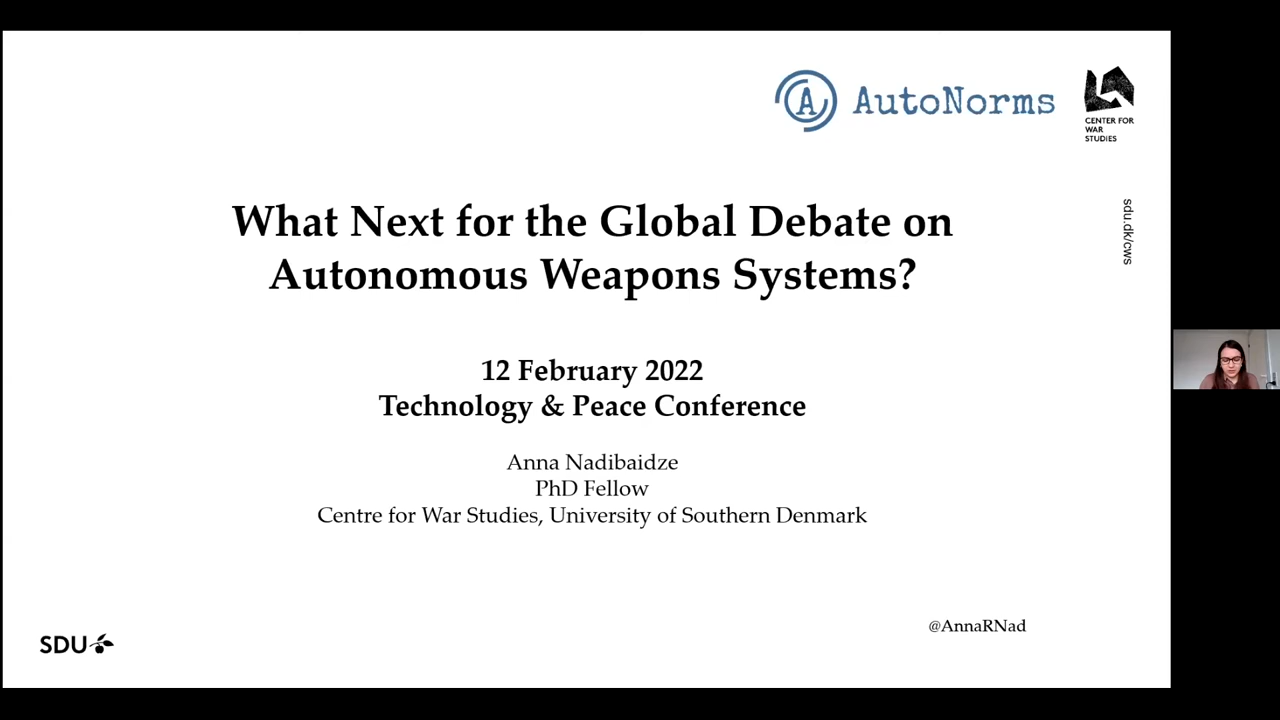 A AutoNorms
CENTER FOR
WAR
STUDIES
sdu.dk/cws
What Next for the Global Debate on
Autonomous Weapons Systems?
12 February 2022
Technology & Peace Conference
Anna Nadibaidze
PhD Fellow
Centre for War Studies, University of Southern Denmark
@AnnaRNad
SDU